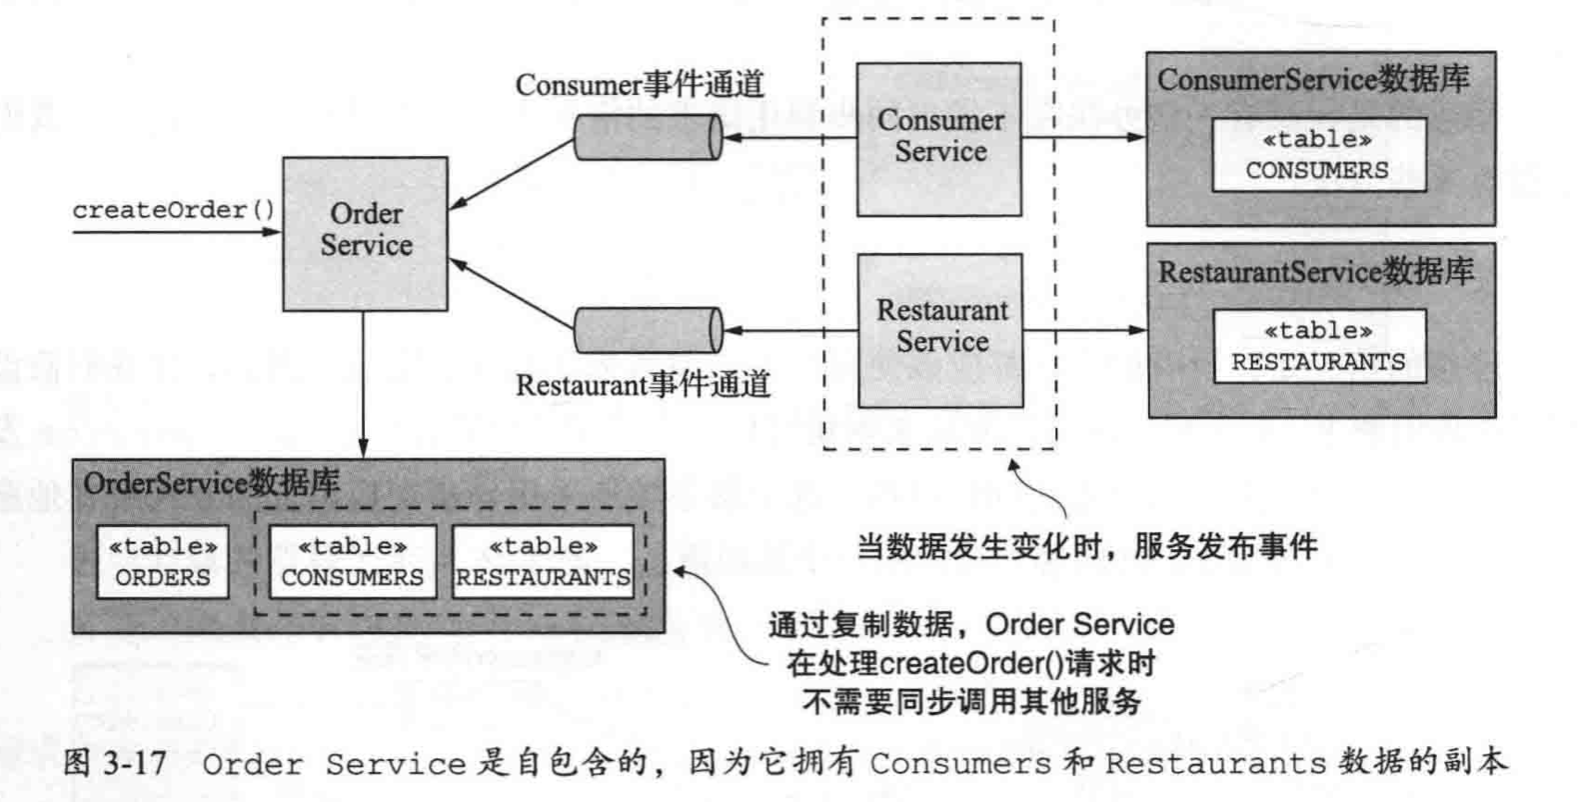 Consumer事件通道
createOrder()
Order
Service
Restaurant事件通道
Consumer
Service
Restaurant
Service
ConsumerService数据库
«table»
CONSUMERS
RestaurantService数据库
«table»
RESTAURANTS
OrderService数据库
«table»
ORDERS
«table»
CONSUMERS
«table»
RESTAURANTS
当数据发生变化时，服务发布事件
通过复制数据，Order Service
在处理createOrder()请求时
不需要同步调用其他服务
图 3-17 Order Service 是自包含的，因为它拥有 Consumers 和 Restaurants 数据的副本